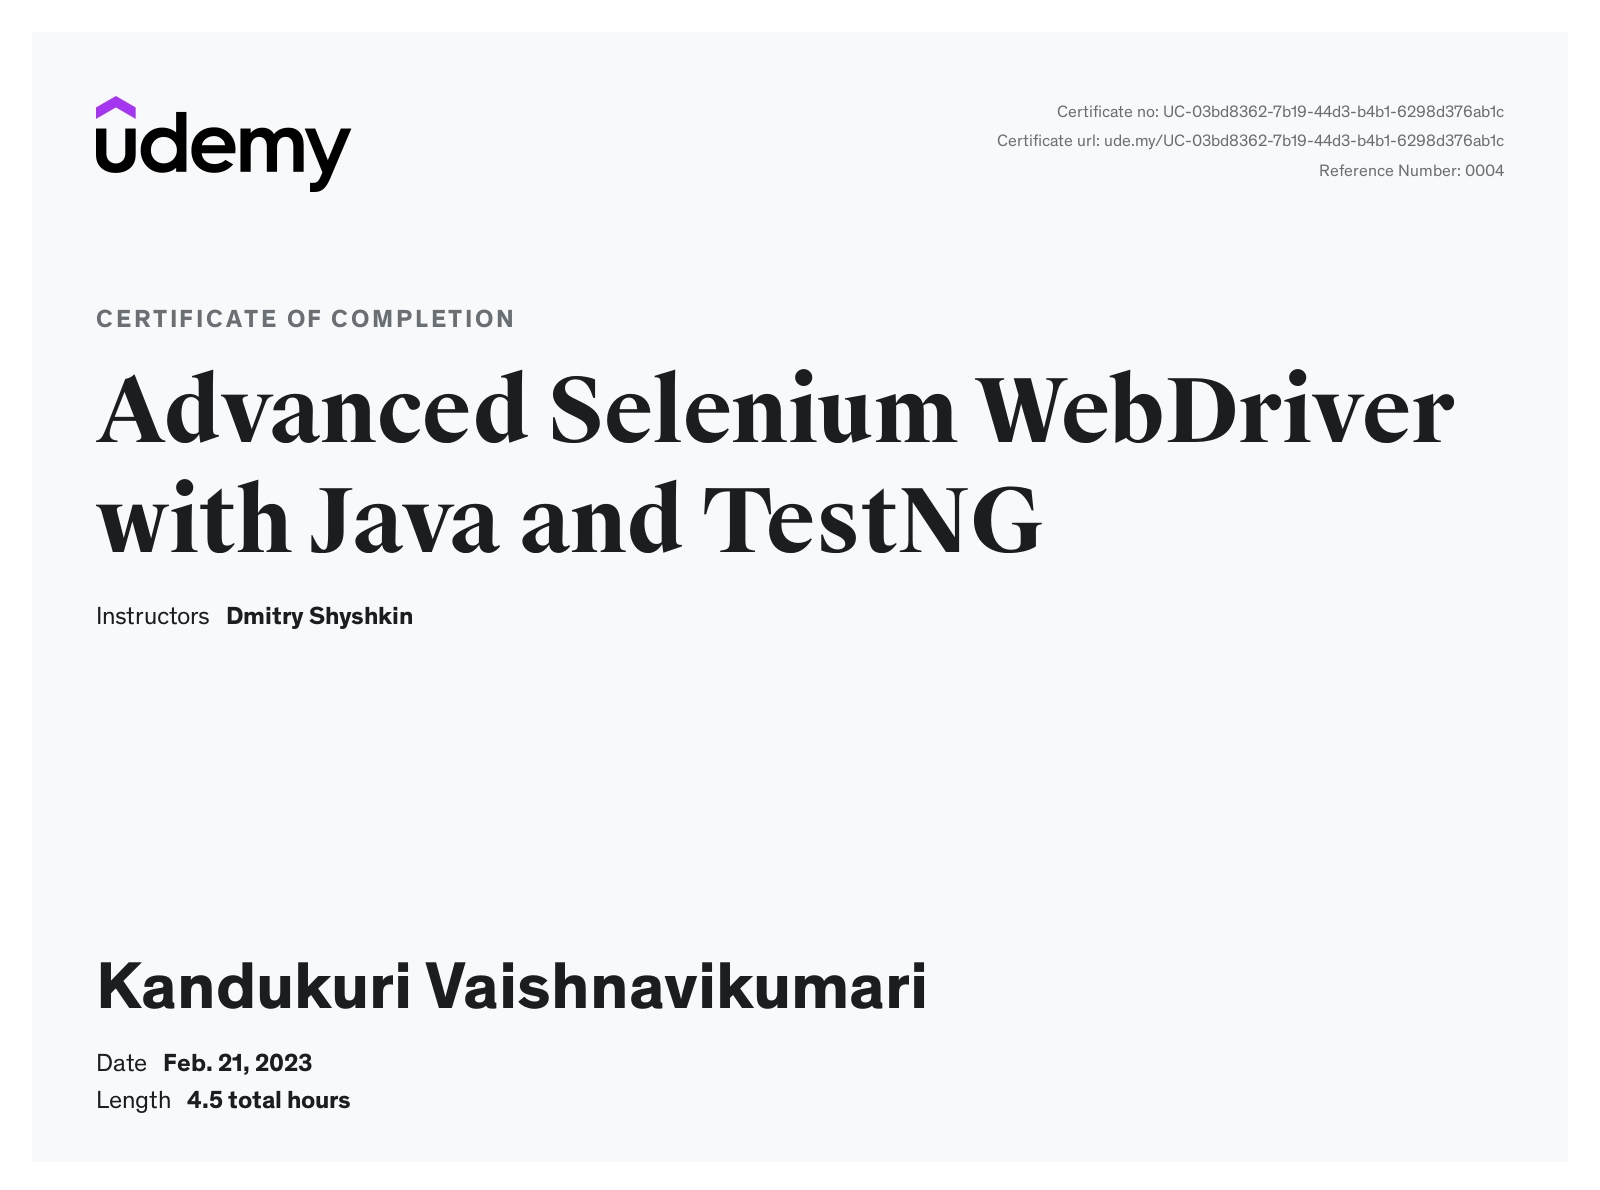 udemy
Certificate no: UC-03bd8362-7b19-44d3-b4b1-6298d376ab1c
Certificate url: ude.my/UC-03bd8362-7b19-44d3-b4b1-6298d376ab1c
Reference Number: 0004
CERTIFICATE OF COMPLETION
Advanced Selenium WebDriver
with Java and TestNG
Instructors Dmitry Shyshkin
Kandukuri Vaishnavikumari
Date Feb. 21, 2023
Length 4.5 total hours